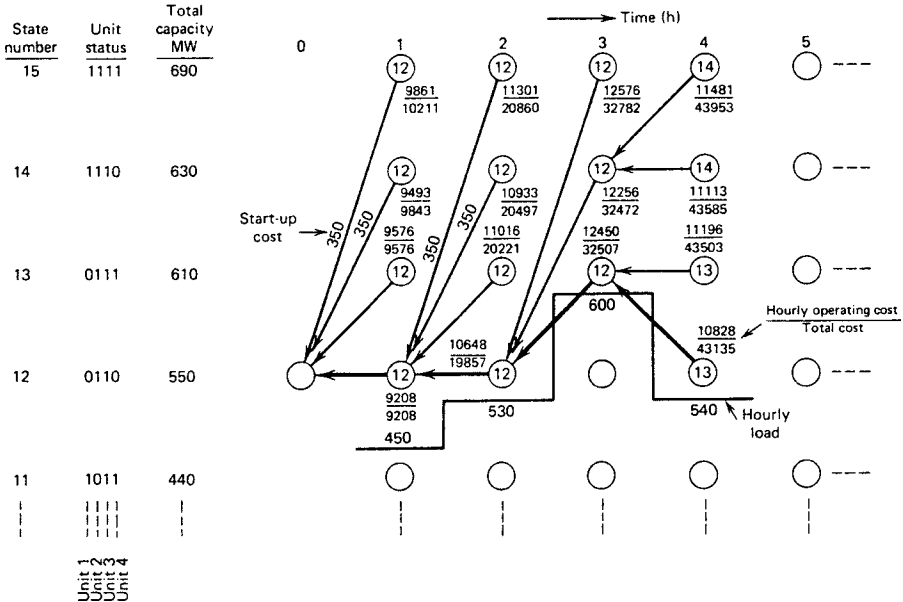 State number
Unit status
Total capacity MW
Time (h)
0 1 2 3 4 5
15 1111 690
12 12 12 14
9861 / 10211
11301 / 20860
12576 / 32782
11481 / 43953
14 1110 630
12 12 12 14
9493 / 9843
10933 / 20497
12256 / 32472
11113 / 43585
Start-up cost
350 350 350 350
9576 / 9576
11016 / 20221
12450 / 32507
11196 / 43503
13 0111 610
12 12 12 13
600
Hourly operating cost / Total cost
10828 / 43135
10648 / 19857
12 0110 550
12 12 13
9208 / 9208
530
540
Hourly load
450
11 1011 440
Unit 1
Unit 2
Unit 3
Unit 4